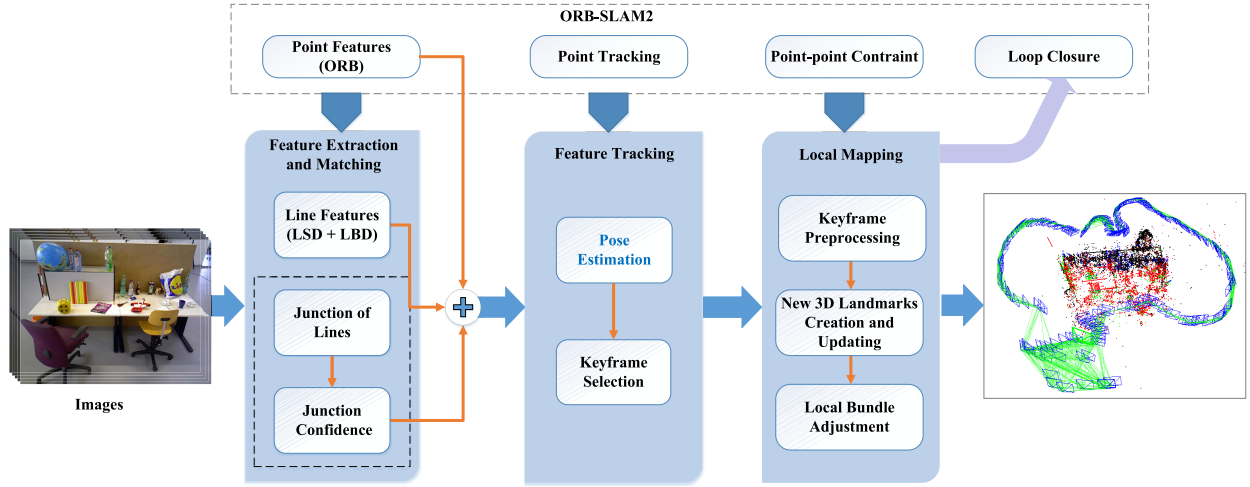 ORB-SLAM2
Point Features
(ORB)
Point Tracking
Point-point Contraint
Loop Closure
Feature Extraction
and Matching
Line Features
(LSD + LBD)
Junction of
Lines
Junction
Confidence
Feature Tracking
Pose
Estimation
Keyframe
Selection
Local Mapping
Keyframe
Preprocessing
New 3D Landmarks
Creation and
Updating
Local Bundle
Adjustment
Images